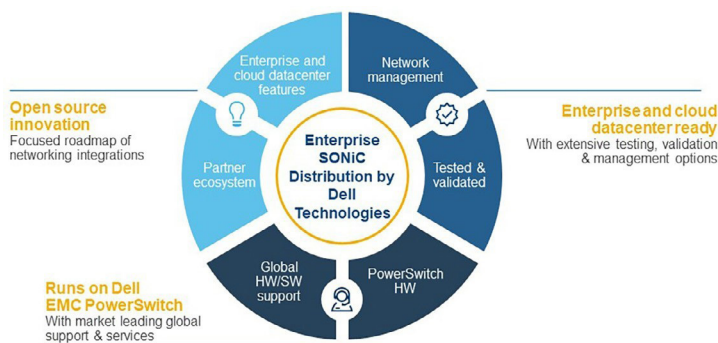 Enterprise and
cloud datacenter
features
Network
management
Open source
innovation
Focused roadmap of
networking integrations
Enterprise and cloud
datacenter ready
With extensive testing, validation
& management options
Partner
ecosystem
Enterprise
SONiC
Distribution by
Dell
Technologies
Tested &
validated
Global
HW/SW
support
PowerSwitch
HW
Runs on Dell
EMC PowerSwitch
With market leading global
support & services